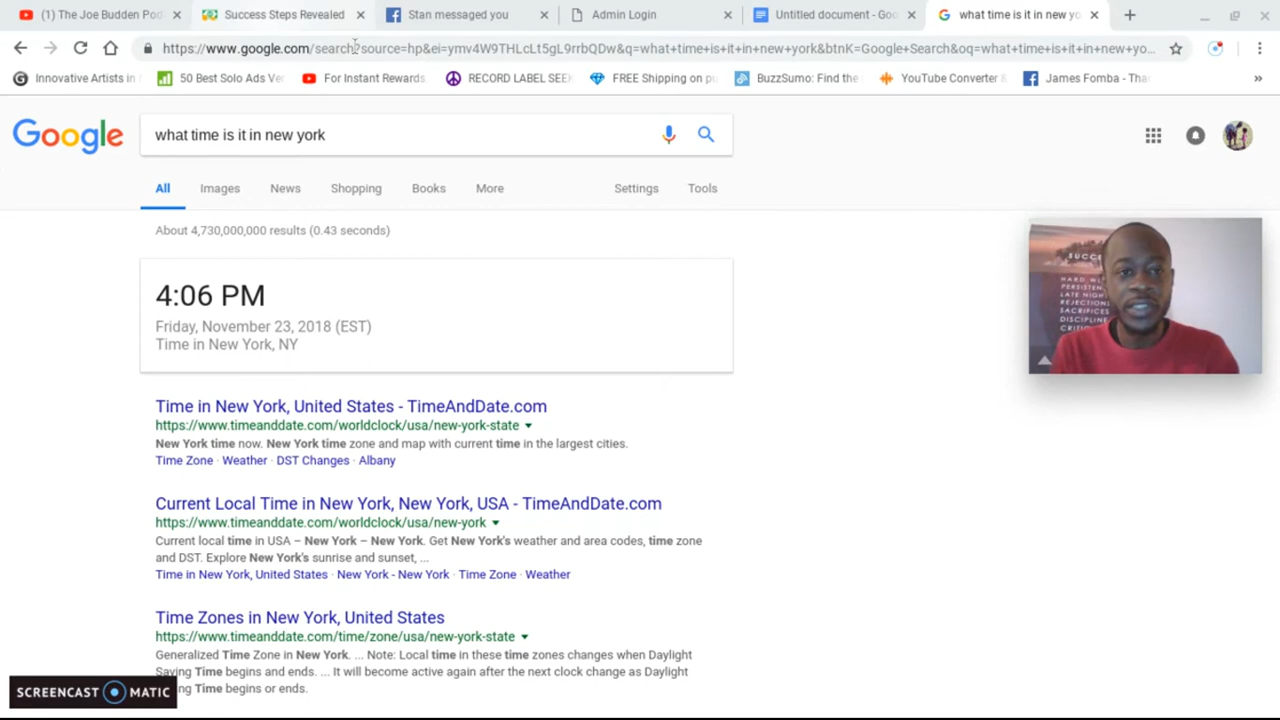 (1) The Joe Budden Pod
Success Steps Revealed
Stan messaged you
Admin Login
Untitled document - Goo
what time is it in new yo
https://www.google.com/search?source=hp&ei=ymv4W9THLcLt5gL9rrbQDw&q=what+time+is+it+in+new+york&btnK=Google+Search&oq=what+time+is+it+in+new+yo...
Innovative Artists in
50 Best Solo Ads Ver
For Instant Rewards
RECORD LABEL SEEK
FREE Shipping on pu
BuzzSumo: Find the
YouTube Converter &
James Fomba - Tha
»
Google
what time is it in new york
All
Images
News
Shopping
Books
More
Settings
Tools
About 4,730,000,000 results (0.43 seconds)
4:06 PM
Friday, November 23, 2018 (EST)
Time in New York, NY
SUCCE
HARD W
PERSISTEN
LATE NIGH
REJECTIONS
SACRIFICES
DISCIPLINE
CRITIC
Time in New York, United States - TimeAndDate.com
https://www.timeanddate.com/worldclock/usa/new-york-state
New York time now. New York time zone and map with current time in the largest cities.
Time Zone · Weather · DST Changes · Albany
Current Local Time in New York, New York, USA - TimeAndDate.com
https://www.timeanddate.com/worldclock/usa/new-york
Current local time in USA – New York – New York. Get New York's weather and area codes, time zone
and DST. Explore New York's sunrise and sunset, ...
Time in New York, United States · New York - New York · Time Zone · Weather
Time Zones in New York, United States
https://www.timeanddate.com/time/zone/usa/new-york-state
Generalized Time Zone in New York. ... Note: Local time in these time zones changes when Daylight
Saving Time begins and ends. ... It will become active again after the next clock change as Daylight
ng Time begins or ends.
SCREENCAST MATIC